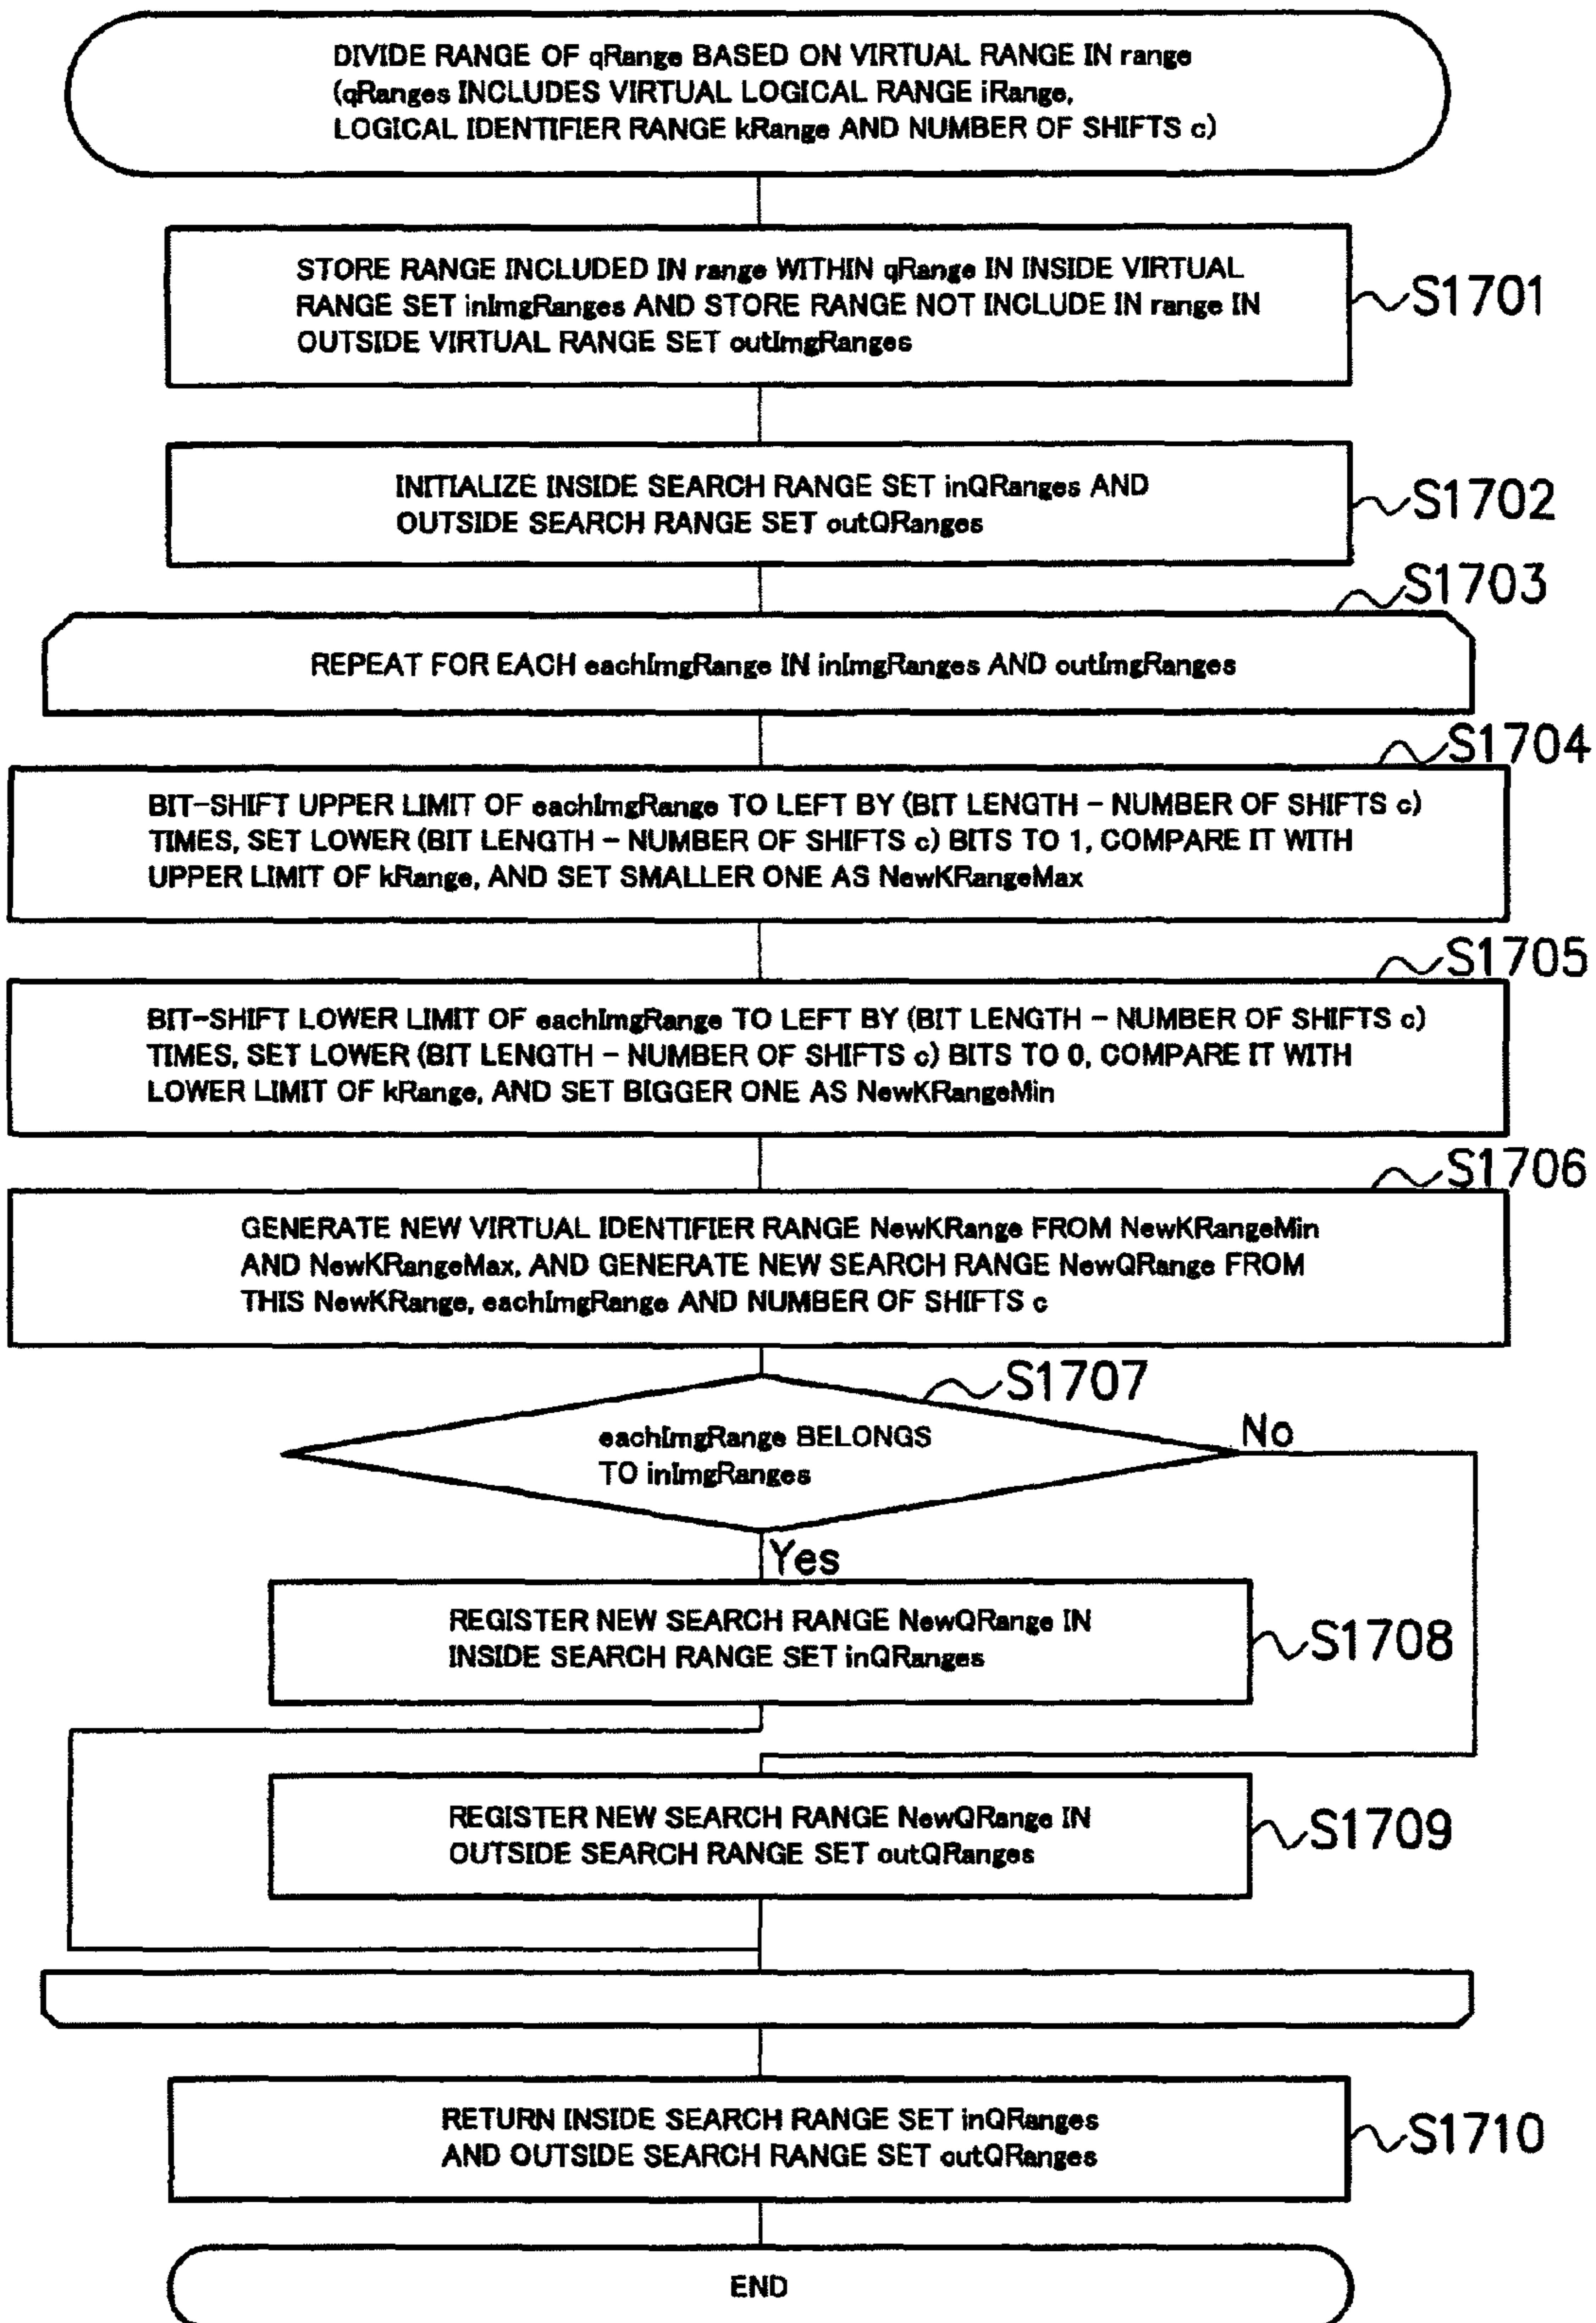 DIVIDE RANGE OF qRange BASED ON VIRTUAL RANGE IN range
(qRanges INCLUDES VIRTUAL LOGICAL RANGE iRange,
LOGICAL IDENTIFIER RANGE kRange AND NUMBER OF SHIFTS c)
STORE RANGE INCLUDED IN range WITHIN qRange IN INSIDE VIRTUAL
RANGE SET inImgRanges AND STORE RANGE NOT INCLUDE IN range IN
OUTSIDE VIRTUAL RANGE SET outImgRanges
S1701
INITIALIZE INSIDE SEARCH RANGE SET inQRanges AND
OUTSIDE SEARCH RANGE SET outQRanges
S1702
S1703
REPEAT FOR EACH eachImgRange IN inImgRanges AND outImgRanges
S1704
BIT-SHIFT UPPER LIMIT OF eachImgRange TO LEFT BY (BIT LENGTH - NUMBER OF SHIFTS c)
TIMES, SET LOWER (BIT LENGTH - NUMBER OF SHIFTS c) BITS TO 1, COMPARE IT WITH
UPPER LIMIT OF kRange, AND SET SMALLER ONE AS NewKRangeMax
S1705
BIT-SHIFT LOWER LIMIT OF eachImgRange TO LEFT BY (BIT LENGTH - NUMBER OF SHIFTS c)
TIMES, SET LOWER (BIT LENGTH - NUMBER OF SHIFTS c) BITS TO 0, COMPARE IT WITH
LOWER LIMIT OF kRange, AND SET BIGGER ONE AS NewKRangeMin
S1706
GENERATE NEW VIRTUAL IDENTIFIER RANGE NewKRange FROM NewKRangeMin
AND NewKRangeMax, AND GENERATE NEW SEARCH RANGE NewQRange FROM
THIS NewKRange, eachImgRange AND NUMBER OF SHIFTS c
S1707
eachImgRange BELONGS
TO inImgRanges
No
Yes
REGISTER NEW SEARCH RANGE NewQRange IN
INSIDE SEARCH RANGE SET inQRanges
S1708
REGISTER NEW SEARCH RANGE NewQRange IN
OUTSIDE SEARCH RANGE SET outQRanges
S1709
RETURN INSIDE SEARCH RANGE SET inQRanges
AND OUTSIDE SEARCH RANGE SET outQRanges
S1710
END